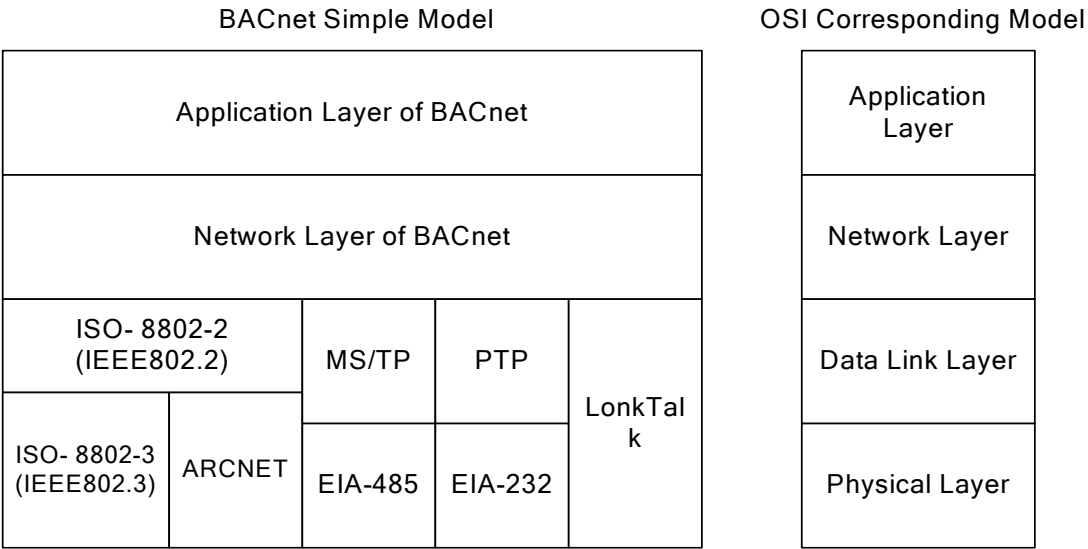 BACnet Simple Model
OSI Corresponding Model
Application Layer of BACnet
Application
Layer
Network Layer of BACnet
Network Layer
ISO- 8802-2
(IEEE802.2)
MS/TP
PTP
LonkTal
k
Data Link Layer
ISO- 8802-3
(IEEE802.3)
ARCNET
EIA-485
EIA-232
Physical Layer